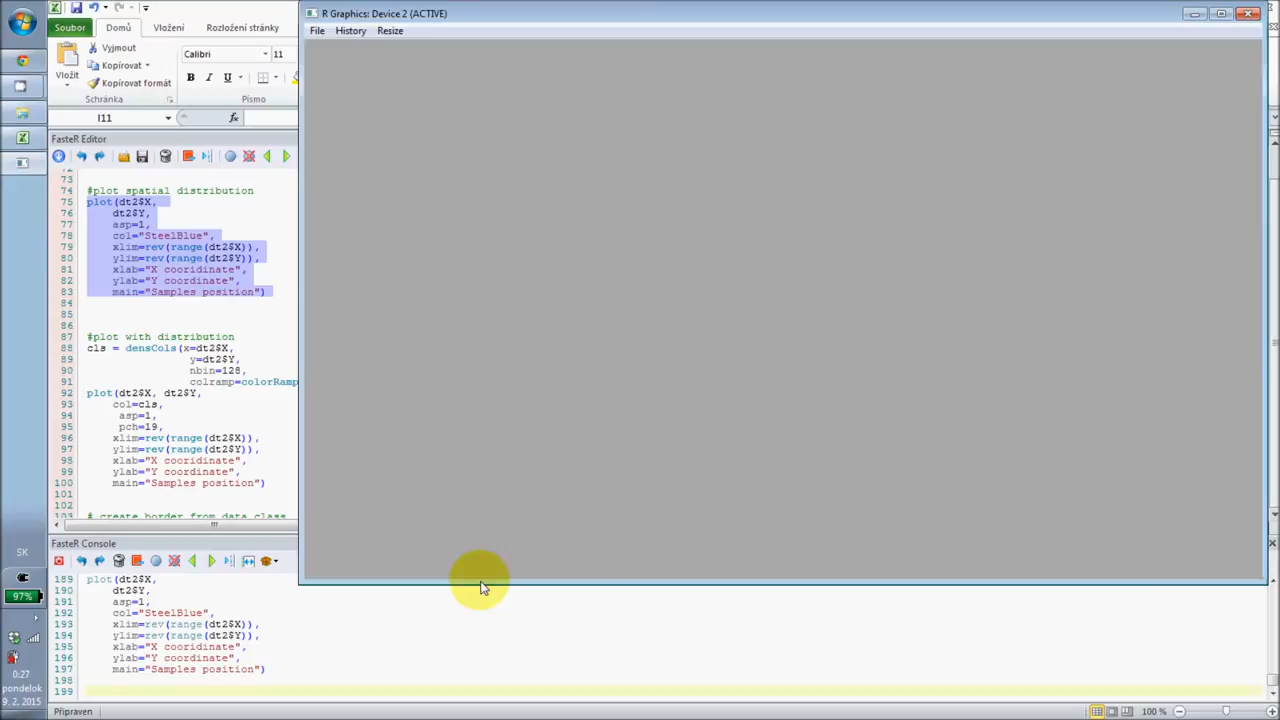 R Graphics: Device 2 (ACTIVE)
File History Resize
Soubor Domů Vložení Rozložení stránky
Vložit
Vyjmout
Kopírovat
Kopírovat formát
Schránka
Calibri 11
B I U
Písmo
I11 fx
FasteR Editor
73
74 #plot spatial distribution
75 plot(dt2$X,
76 dt2$Y,
77 asp=1,
78 col="SteelBlue",
79 xlim=rev(range(dt2$X)),
80 ylim=rev(range(dt2$Y)),
81 xlab="X cooridinate",
82 ylab="Y coordinate",
83 main="Samples position")
84
85
86
87 #plot with distribution
88 cls = densCols(x=dt2$X,
89 y=dt2$Y,
90 nbin=128,
91 colramp=colorRamp
92 plot(dt2$X, dt2$Y,
93 col=cls,
94 asp=1,
95 pch=19,
96 xlim=rev(range(dt2$X)),
97 ylim=rev(range(dt2$Y)),
98 xlab="X cooridinate",
99 ylab="Y coordinate",
100 main="Samples position")
101
102
103 # create border from data class
FasteR Console
189 plot(dt2$X,
190 dt2$Y,
191 asp=1,
192 col="SteelBlue",
193 xlim=rev(range(dt2$X)),
194 ylim=rev(range(dt2$Y)),
195 xlab="X cooridinate",
196 ylab="Y coordinate",
197 main="Samples position")
198
199
SK
97%
0:27
pondelok
9. 2. 2015
Připraven
100 %